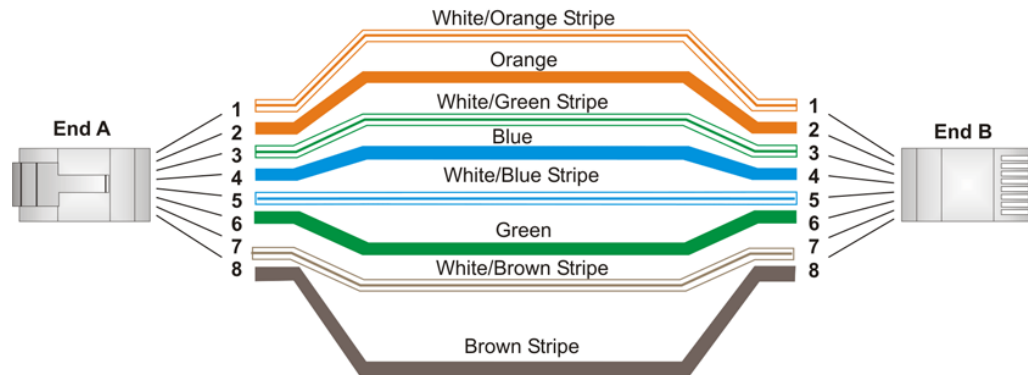 White/Orange Stripe
Orange
White/Green Stripe
Blue
White/Blue Stripe
Green
White/Brown Stripe
Brown Stripe
End A
1
2
3
4
5
6
7
8
End B
1
2
3
4
5
6
7
8